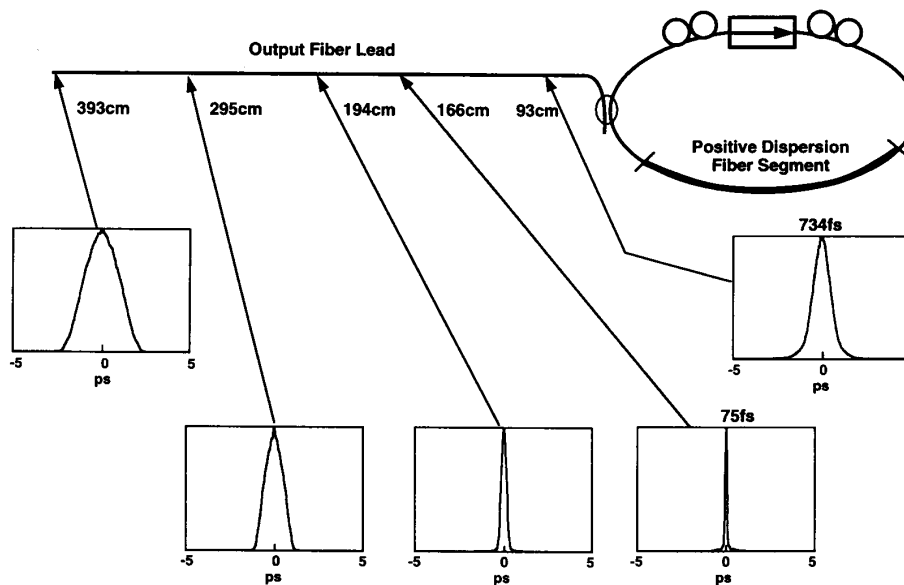 Output Fiber Lead
393cm
295cm
194cm
166cm
93cm
Positive Dispersion
Fiber Segment
734fs
-5
0
5
ps
-5
0
5
ps
75fs
-5
0
5
ps
-5
0
5
ps
-5
0
5
ps